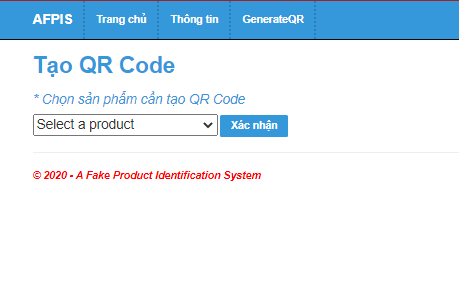 AFPIS Trang chủ Thông tin GenerateQR
Tạo QR Code
* Chọn sản phẩm cần tạo QR Code
Select a product Xác nhận
© 2020 - A Fake Product Identification System